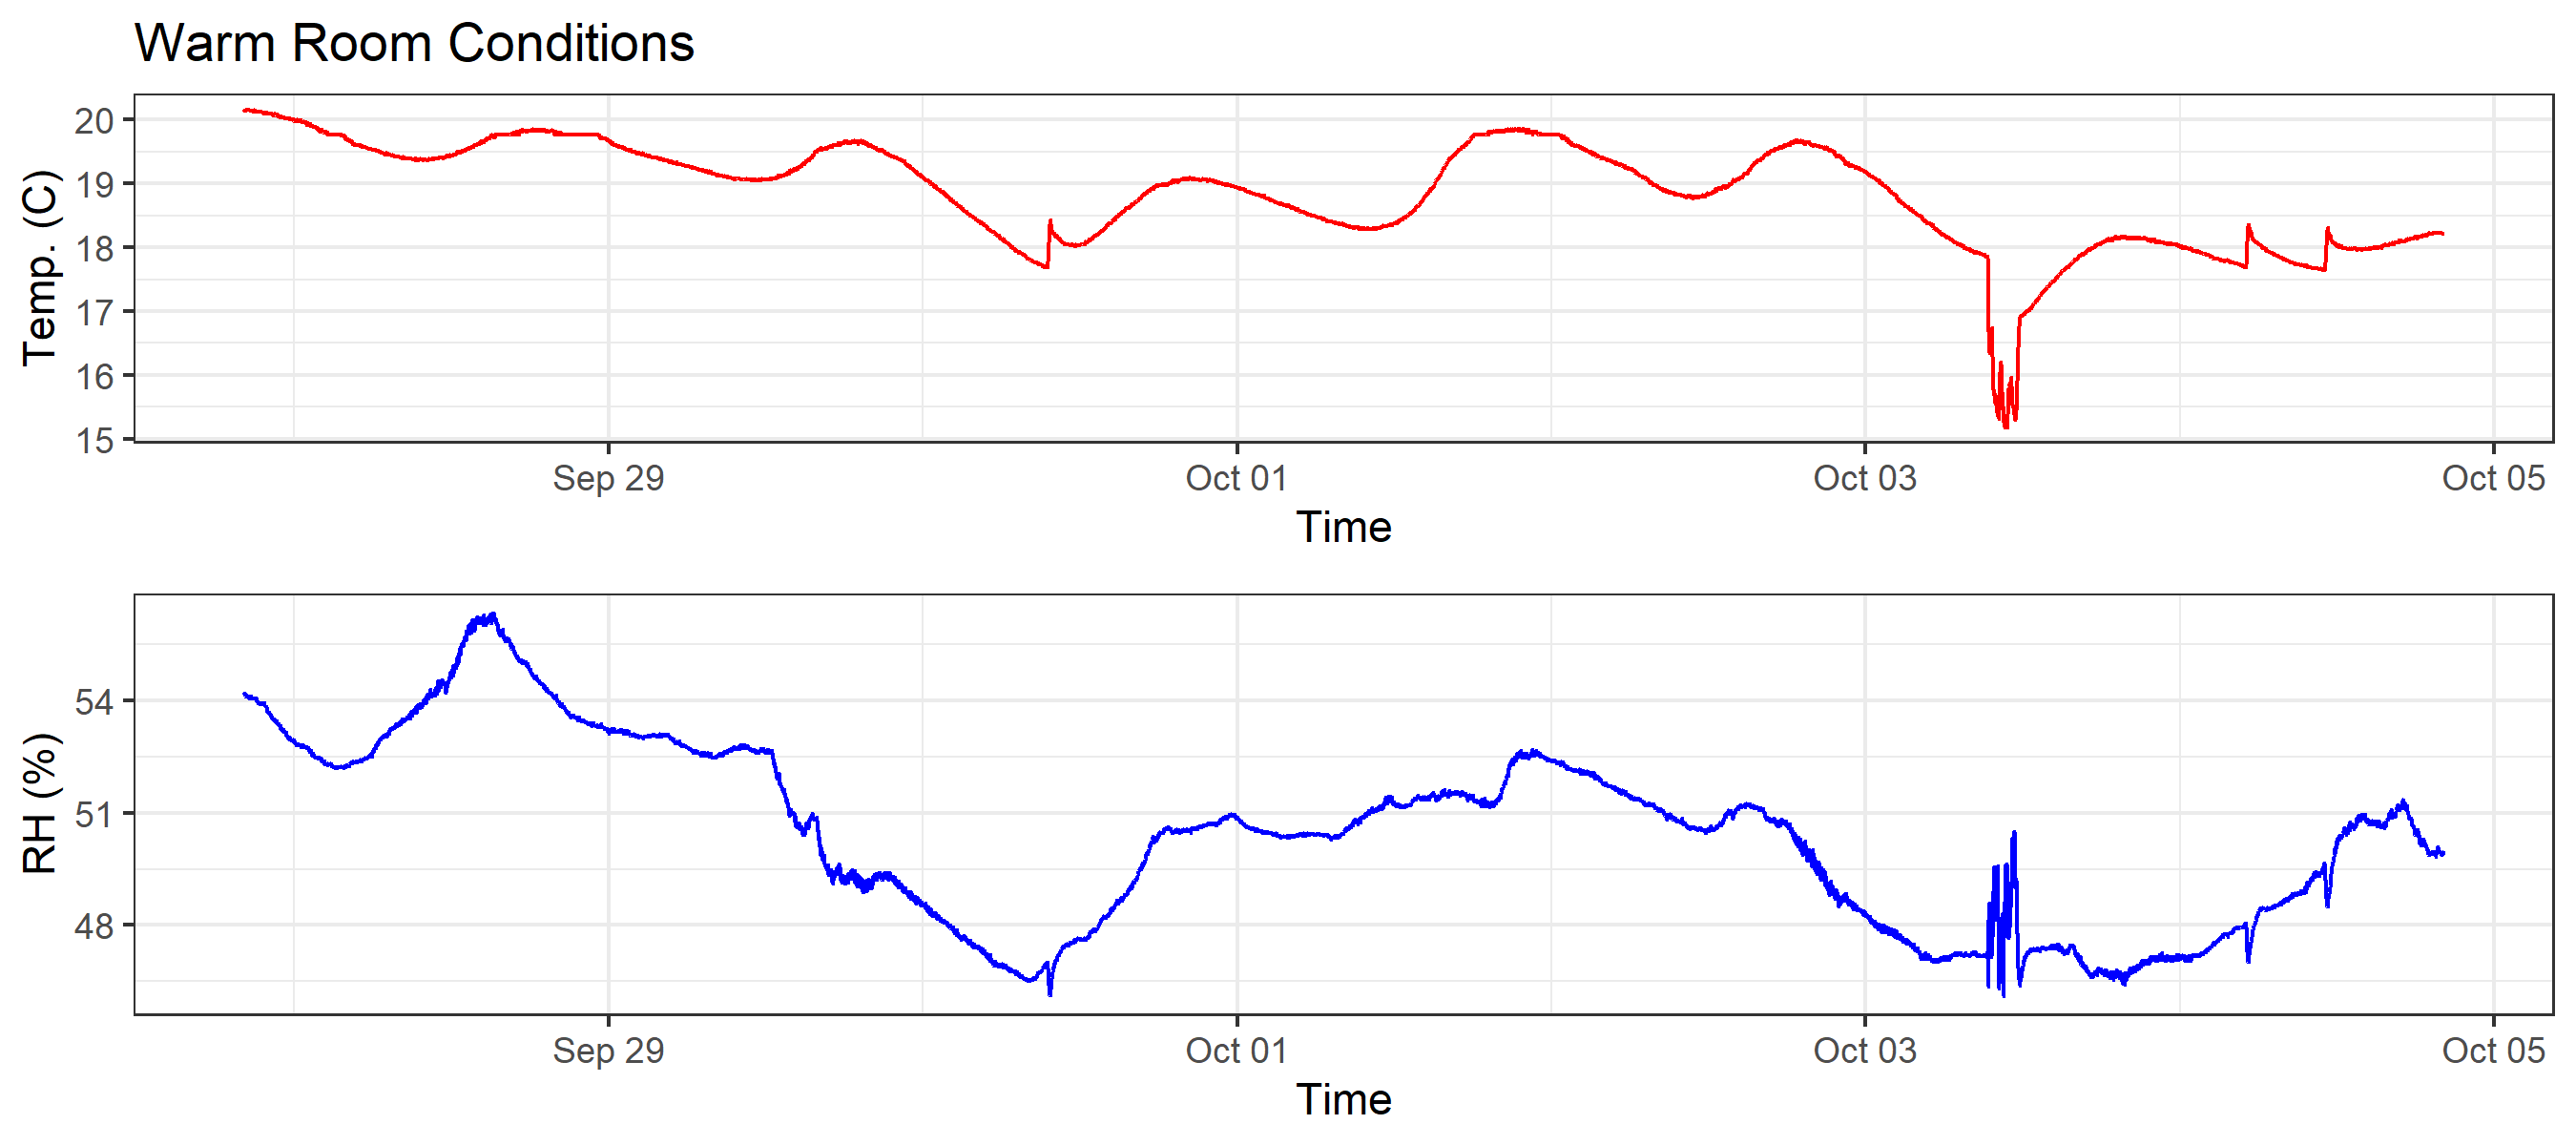 Warm Room Conditions
Temp. (C)
20
19
18
17
16
15
Sep 29 Oct 01 Oct 03 Oct 05
Time
RH (%)
54
51
48
Sep 29 Oct 01 Oct 03 Oct 05
Time